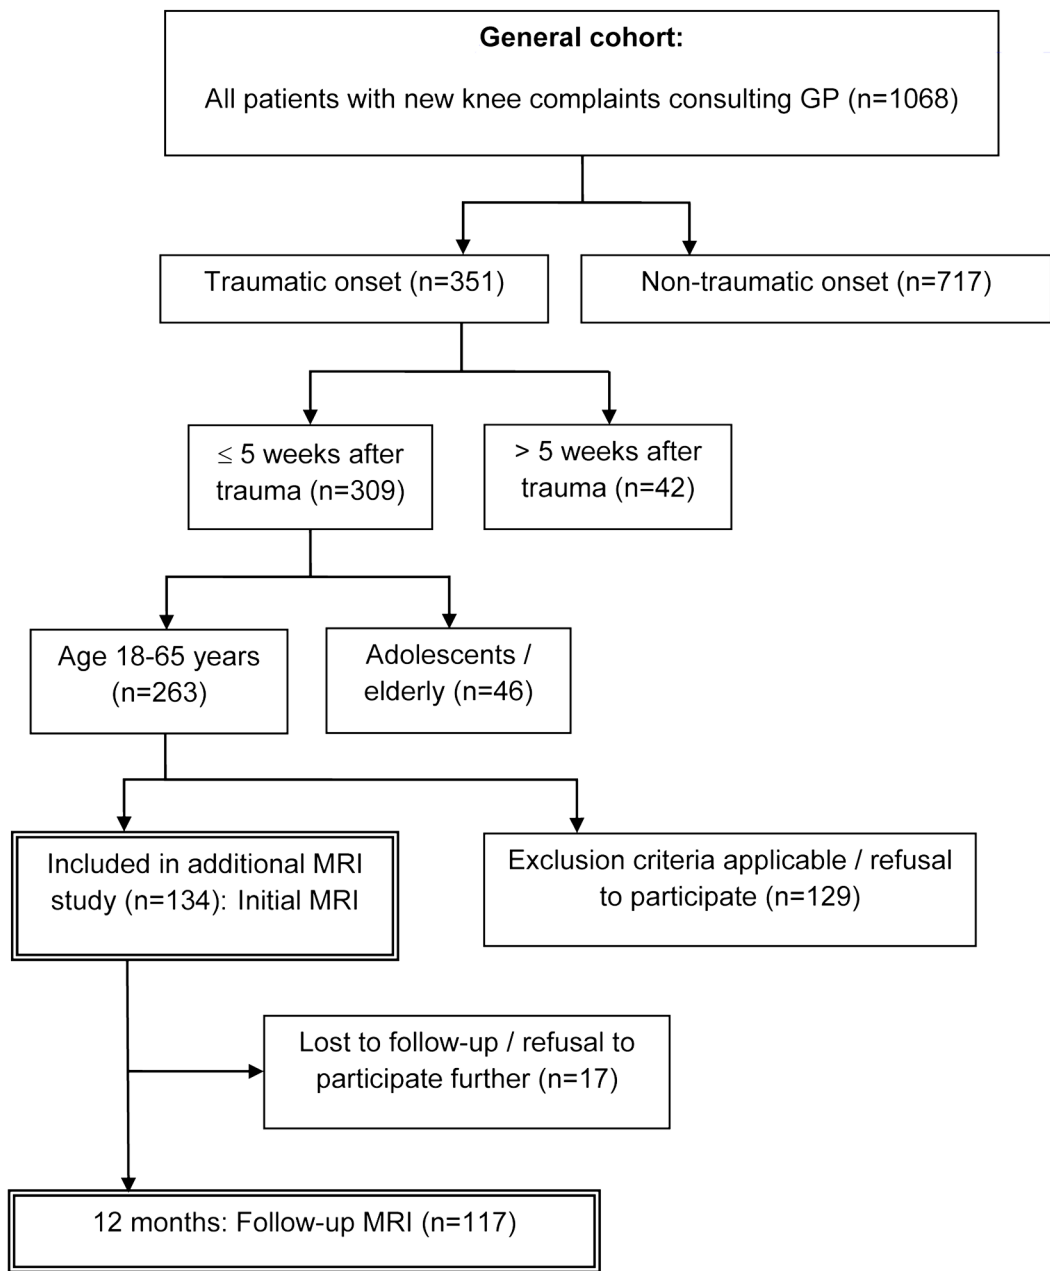 General cohort:
All patients with new knee complaints consulting GP (n=1068)
Traumatic onset (n=351)
Non-traumatic onset (n=717)
≤ 5 weeks after
trauma (n=309)
> 5 weeks after
trauma (n=42)
Age 18-65 years
(n=263)
Adolescents /
elderly (n=46)
Included in additional MRI
study (n=134): Initial MRI
Exclusion criteria applicable / refusal
to participate (n=129)
Lost to follow-up / refusal to
participate further (n=17)
12 months: Follow-up MRI (n=117)